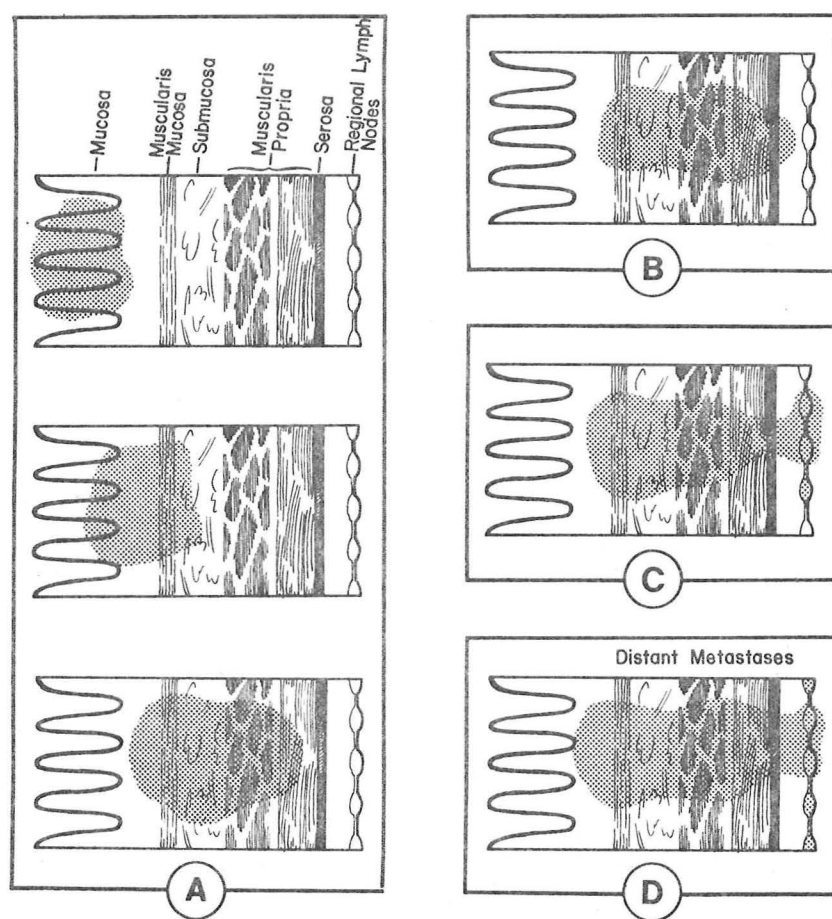 Mucosa
Muscularis
Mucosa
Submucosa
Muscularis
Propria
Serosa
Regional Lymph
Nodes
A
B
C
Distant Metastases
D